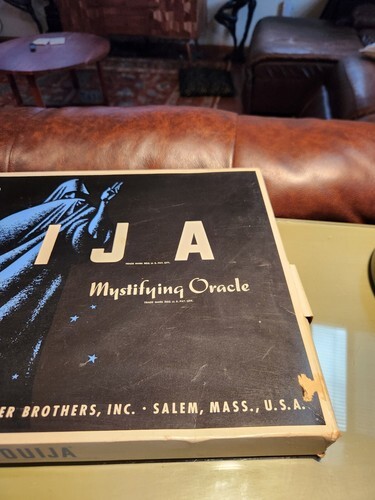 IJA
Mystifying Oracle
ER BROTHERS, INC. · SALEM, MASS., U.S.A.
OUIJA